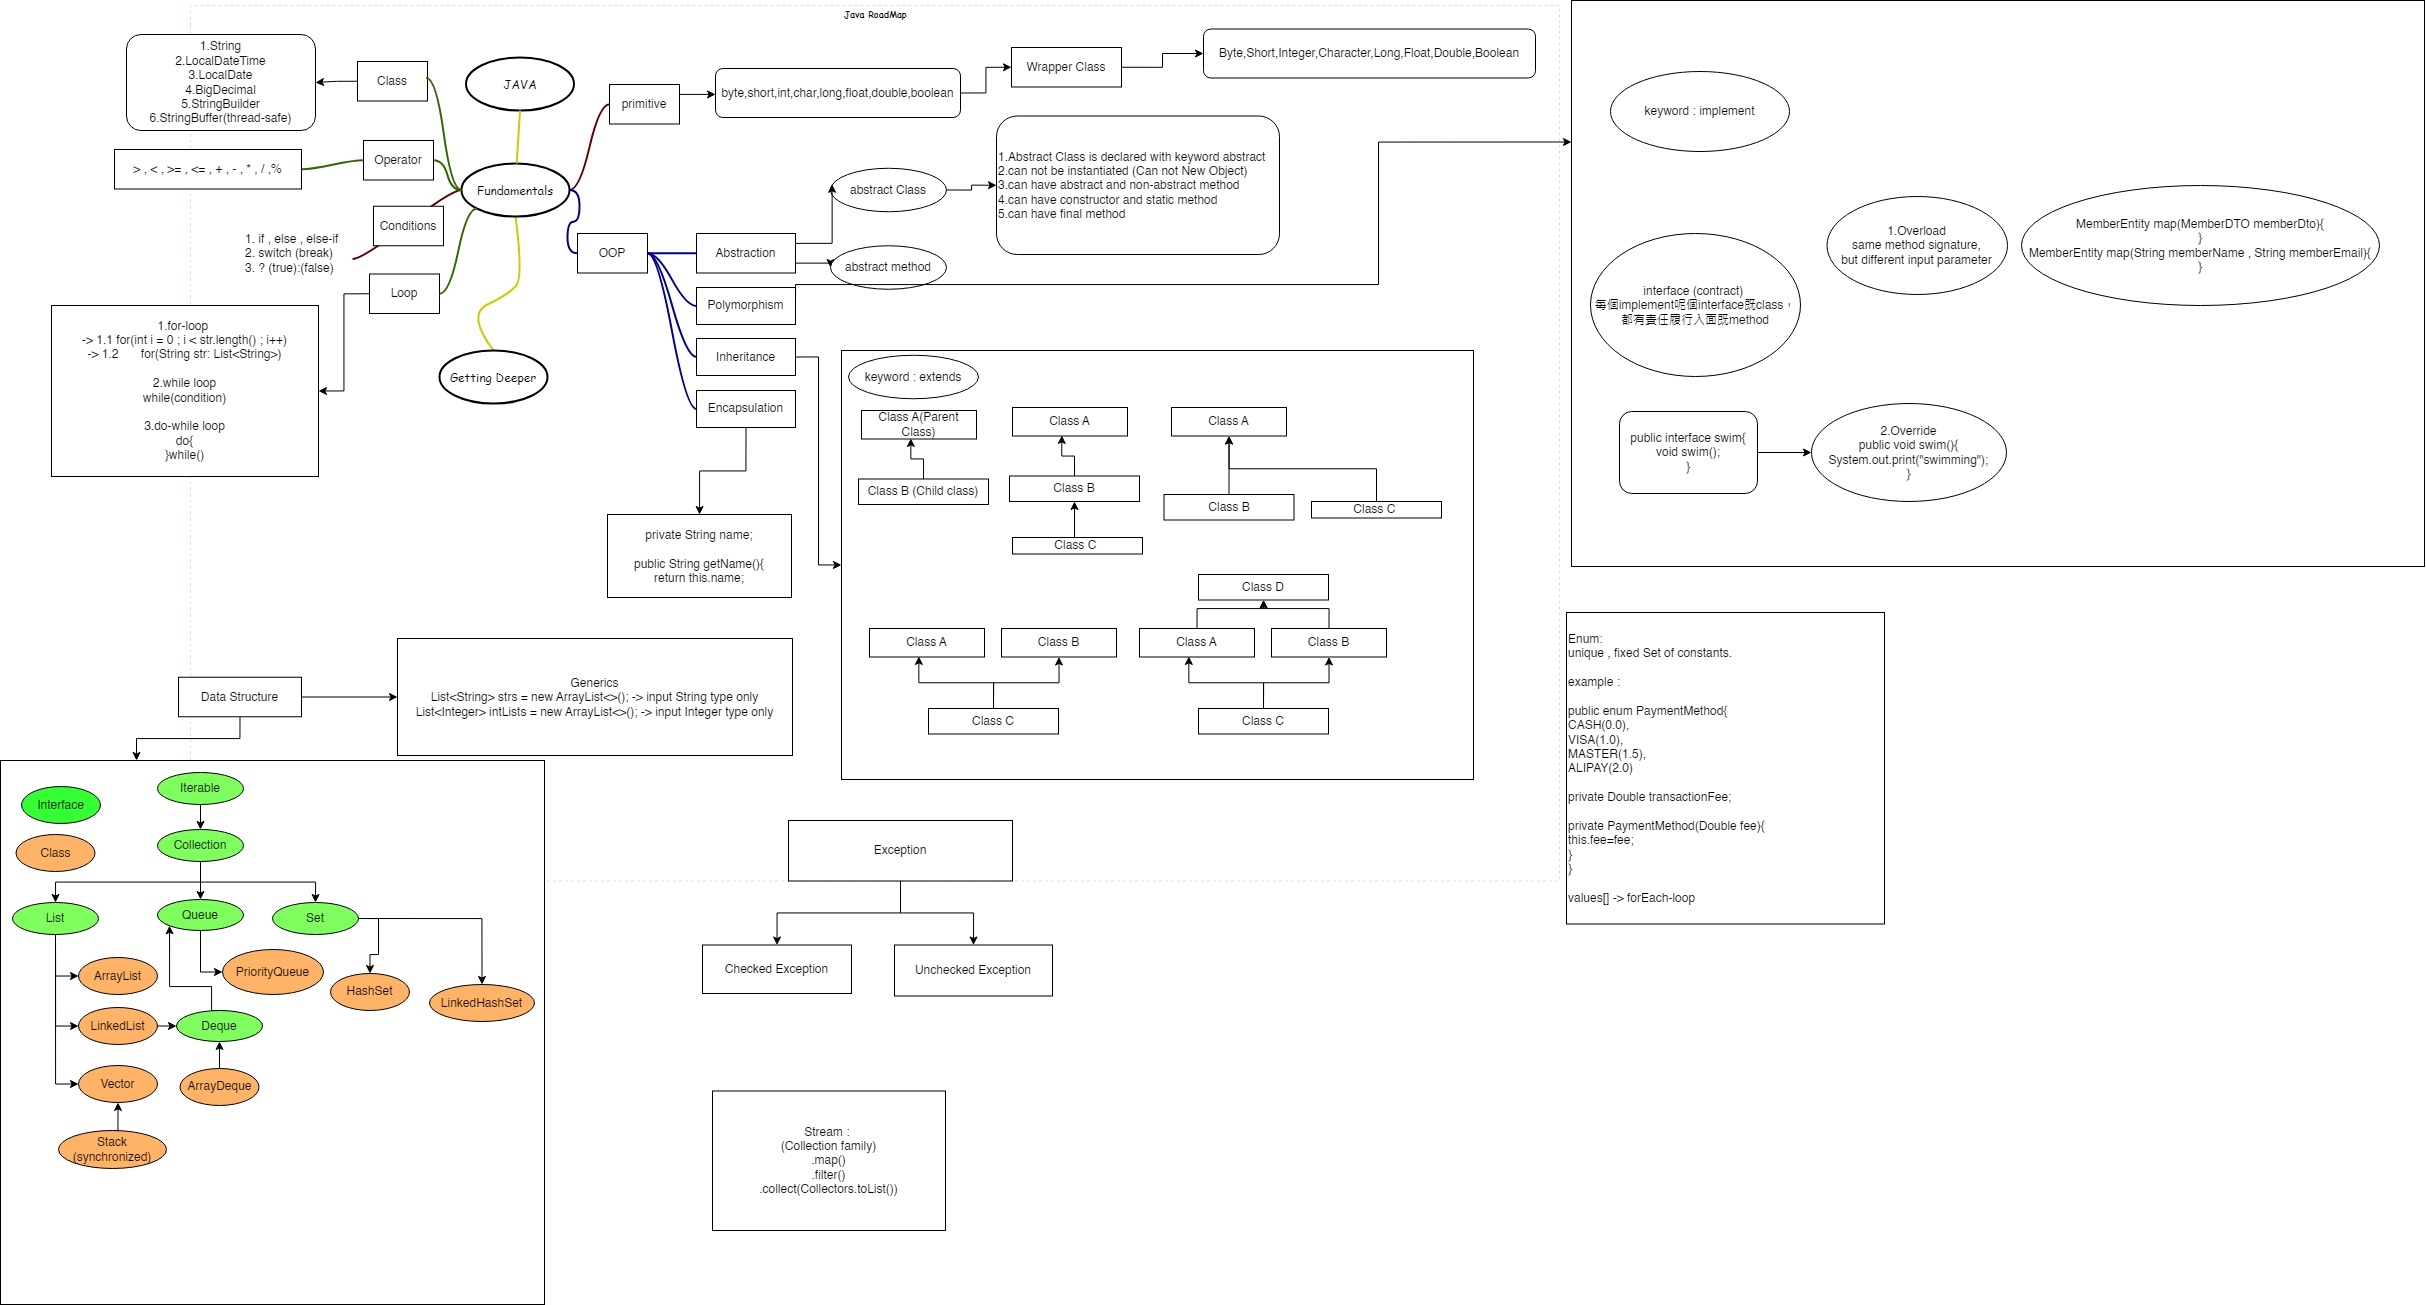 Java RoadMap
1.String
2.LocalDateTime
3.LocalDate
4.BigDecimal
5.StringBuilder
6.StringBuffer(thread-safe)
Class
JAVA
primitive
byte,short,int,char,long,float,double,boolean
Wrapper Class
Byte,Short,Integer,Character,Long,Float,Double,Boolean
> , < , >= , <= , + , - , * , / ,%
Operator
Fundamentals
Conditions
1. if , else , else-if
2. switch (break)
3. ? (true):(false)
Loop
1.for-loop
-> 1.1 for(int i = 0 ; i < str.length() ; i++)
-> 1.2 for(String str: List<String>)
2.while loop
while(condition)
3.do-while loop
do{
}while()
Getting Deeper
OOP
Abstraction
abstract Class
abstract method
1.Abstract Class is declared with keyword abstract
2.can not be instantiated (Can not New Object)
3.can have abstract and non-abstract method
4.can have constructor and static method
5.can have final method
Polymorphism
Inheritance
Encapsulation
private String name;
public String getName(){
return this.name;
keyword : extends
Class A(Parent
Class)
Class B (Child class)
Class A
Class B
Class C
Class A
Class B
Class C
Class A
Class B
Class C
Class D
Class A
Class B
Class C
keyword : implement
interface (contract)
每個implement呢個interface既class，
都有責任履行入面既method
1.Overload
same method signature,
but different input parameter
MemberEntity map(MemberDTO memberDto){
}
MemberEntity map(String memberName , String memberEmail){
}
public interface swim{
void swim();
}
2.Override
public void swim(){
System.out.print("swimming");
}
Enum:
unique , fixed Set of constants.
example :
public enum PaymentMethod{
CASH(0.0),
VISA(1.0),
MASTER(1.5),
ALIPAY(2.0)
private Double transactionFee;
private PaymentMethod(Double fee){
this.fee=fee;
}
}
values[] -> forEach-loop
Data Structure
Generics
List<String> strs = new ArrayList<>(); -> input String type only
List<Integer> intLists = new ArrayList<>(); -> input Integer type only
Interface
Class
Iterable
Collection
List
Queue
Set
ArrayList
PriorityQueue
HashSet
LinkedHashSet
LinkedList
Deque
Vector
ArrayDeque
Stack
(synchronized)
Exception
Checked Exception
Unchecked Exception
Stream :
(Collection family)
.map()
.filter()
.collect(Collectors.toList())